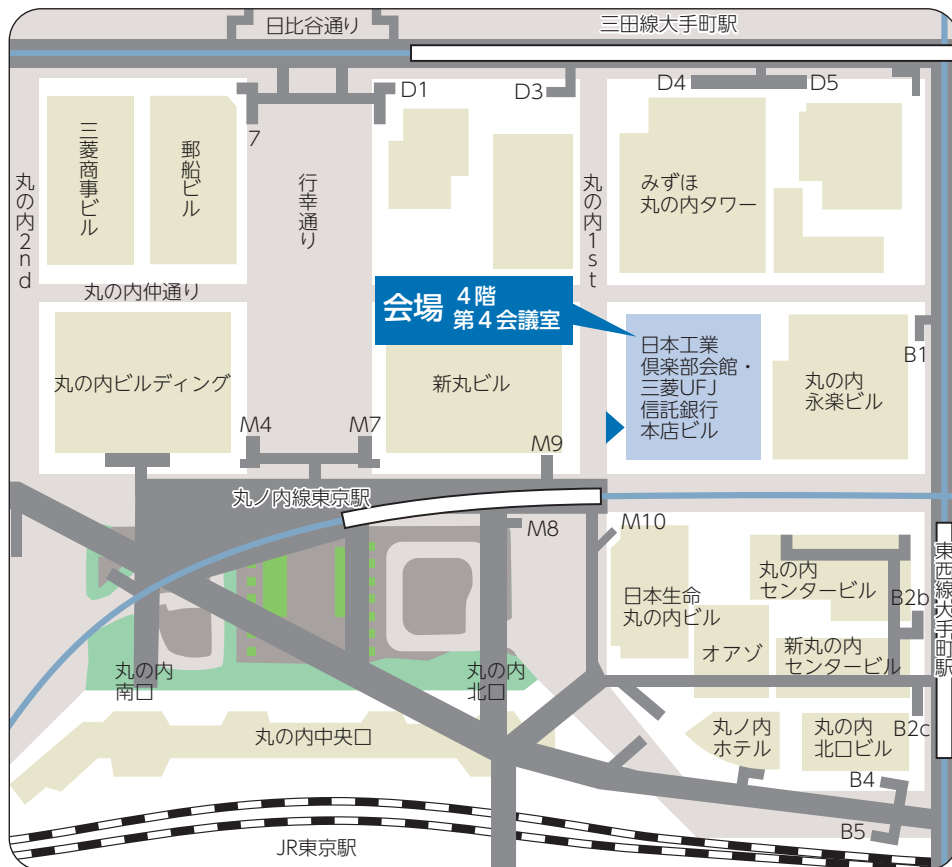 日比谷通り
三田線大手町駅
D1
D3
D4
D5
7
三菱商事ビル
郵船ビル
行幸通り
丸の内2nd
丸の内1st
みずほ
丸の内タワー
丸の内仲通り
会場 4階
第4会議室
日本工業
倶楽部会館・
三菱UFJ
信託銀行
本店ビル
B1
丸の内
永楽ビル
丸の内ビルディング
新丸ビル
M4
M7
M9
丸ノ内線東京駅
M8
M10
東西線大手町駅
丸の内
センタービル
日本生命
丸の内ビル
B2b
オアゾ
新丸の内
センタービル
丸の内
南口
丸の内
北口
丸の内中央口
丸ノ内
ホテル
丸の内
北口ビル
B2c
B4
B5
JR東京駅